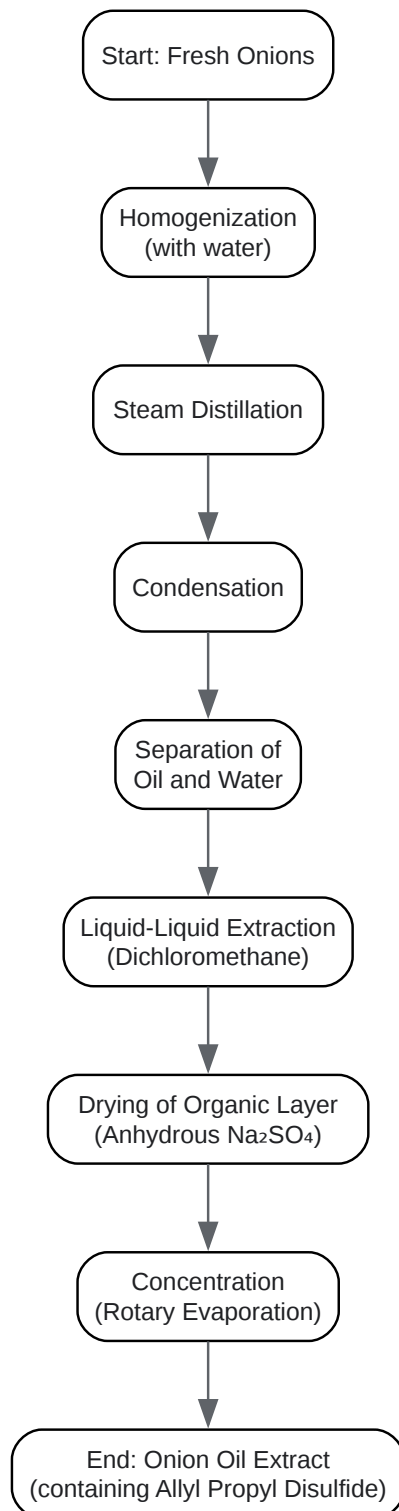 Start: Fresh Onions
Homogenization
(with water)
Steam Distillation
Condensation
Separation of
Oil and Water
Liquid-Liquid Extraction
(Dichloromethane)
Drying of Organic Layer
(Anhydrous Na₂SO₄)
Concentration
(Rotary Evaporation)
End: Onion Oil Extract
(containing Allyl Propyl Disulfide)